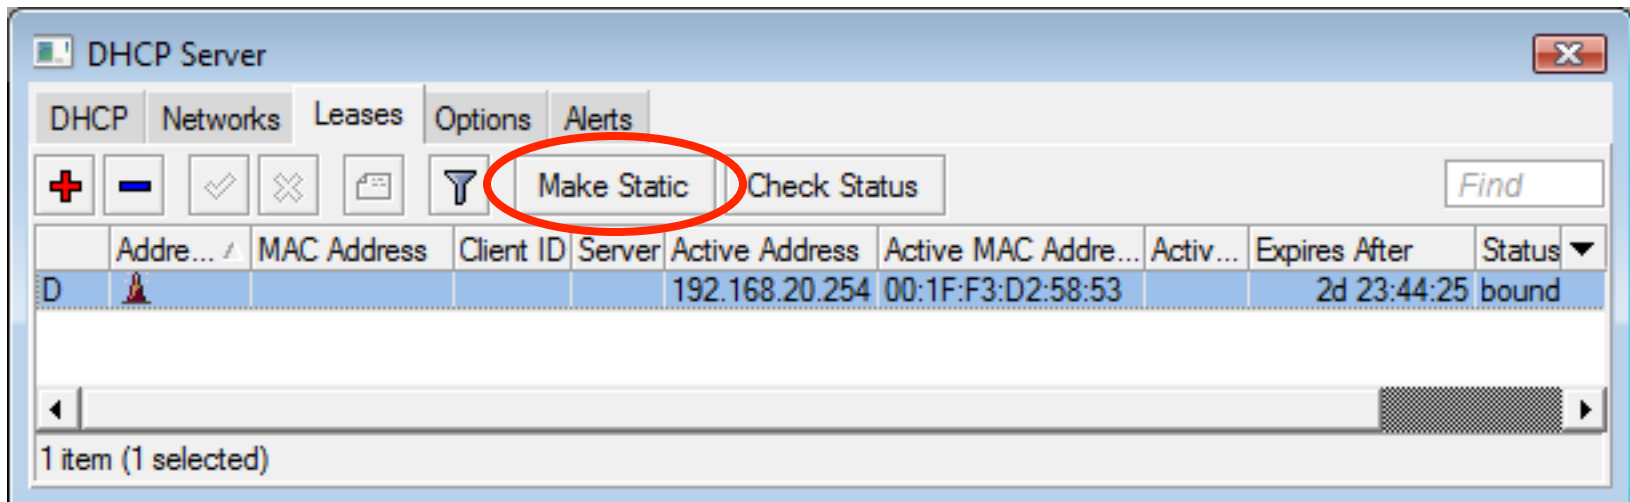 DHCP Server
DHCP Networks Leases Options Alerts
Make Static Check Status Find
Addre... MAC Address Client ID Server Active Address Active MAC Addre... Activ... Expires After Status
D 192.168.20.254 00:1F:F3:D2:58:53 2d 23:44:25 bound
1 item (1 selected)